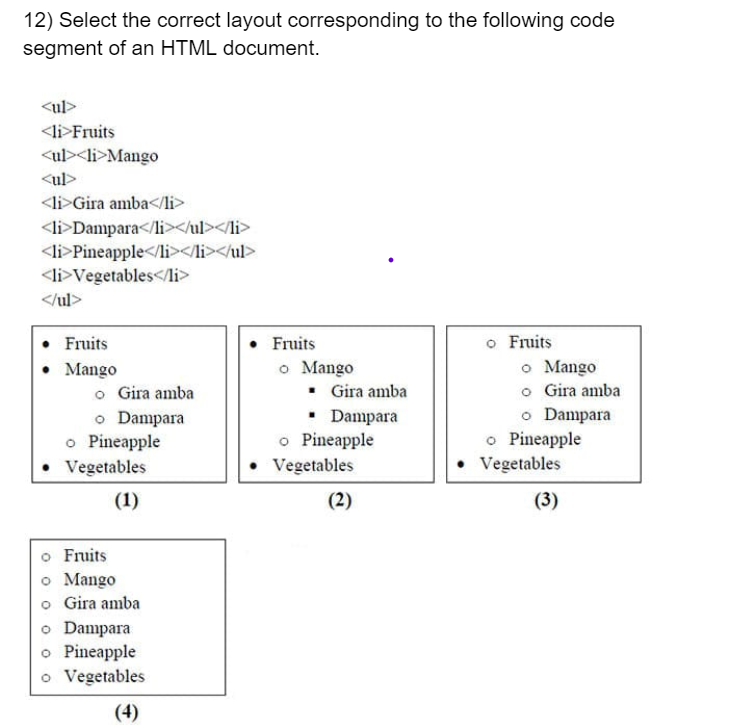 12) Select the correct layout corresponding to the following code
segment of an HTML document.
<ul>
<li>Fruits
<ul><li>Mango
<ul>
<li>Gira amba</li>
<li>Dampara</li></ul></li>
<li>Pineapple</li></li></ul>
<li>Vegetables</li>
</ul>
• Fruits
• Mango
o Gira amba
o Dampara
o Pineapple
• Vegetables
(1)
• Fruits
o Mango
▪ Gira amba
▪ Dampara
o Pineapple
• Vegetables
(2)
o Fruits
o Mango
o Gira amba
o Dampara
o Pineapple
• Vegetables
(3)
o Fruits
o Mango
o Gira amba
o Dampara
o Pineapple
o Vegetables
(4)